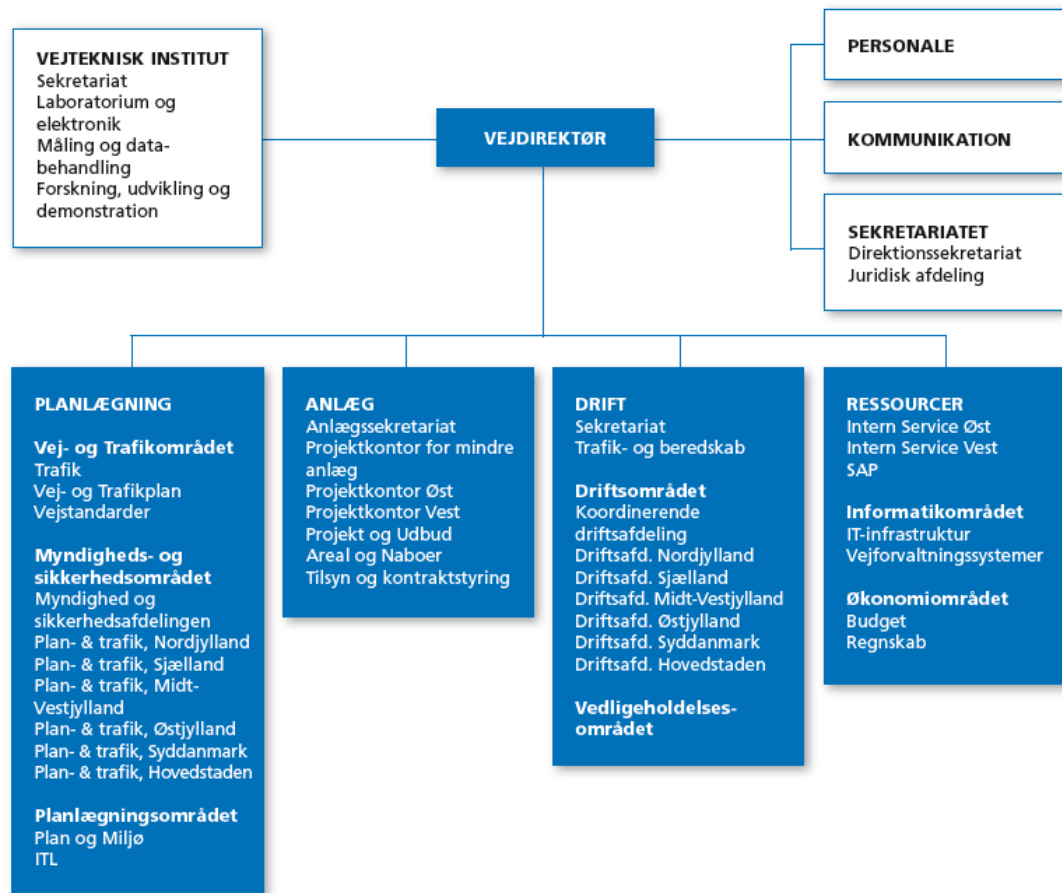 VEJTEKNISK INSTITUT
Sekretariat
Laboratorium og
elektronik
Måling og data-
behandling
Forskning, udvikling og
demonstration
VEJDIREKTØR
PERSONALE
KOMMUNIKATION
SEKRETARIATET
Direktionssekretariat
Juridisk afdeling
PLANLÆGNING
Vej- og Trafikområdet
Trafik
Vej- og Trafikplan
Vejstandarder
Myndigheds- og
sikkerhedsområdet
Myndighed og
sikkerhedsafdelingen
Plan- & trafik, Nordjylland
Plan- & trafik, Sjælland
Plan- & trafik, Midt-
Vestjylland
Plan- & trafik, Østjylland
Plan- & trafik, Syddanmark
Plan- & trafik, Hovedstaden
Planlægningsområdet
Plan og Miljø
ITL
ANLÆG
Anlægssekretariat
Projektkontor for mindre
anlæg
Projektkontor Øst
Projektkontor Vest
Projekt og Udbud
Areal og Naboer
Tilsyn og kontraktstyring
DRIFT
Sekretariat
Trafik- og beredskab
Driftsområdet
Koordinerende
driftsafdeling
Driftsafd. Nordjylland
Driftsafd. Sjælland
Driftsafd. Midt-Vestjylland
Driftsafd. Østjylland
Driftsafd. Syddanmark
Driftsafd. Hovedstaden
Vedligeholdelses-
området
RESSOURCER
Intern Service Øst
Intern Service Vest
SAP
Informatikområdet
IT-infrastruktur
Vejforvaltningssystemer
Økonomiområdet
Budget
Regnskab